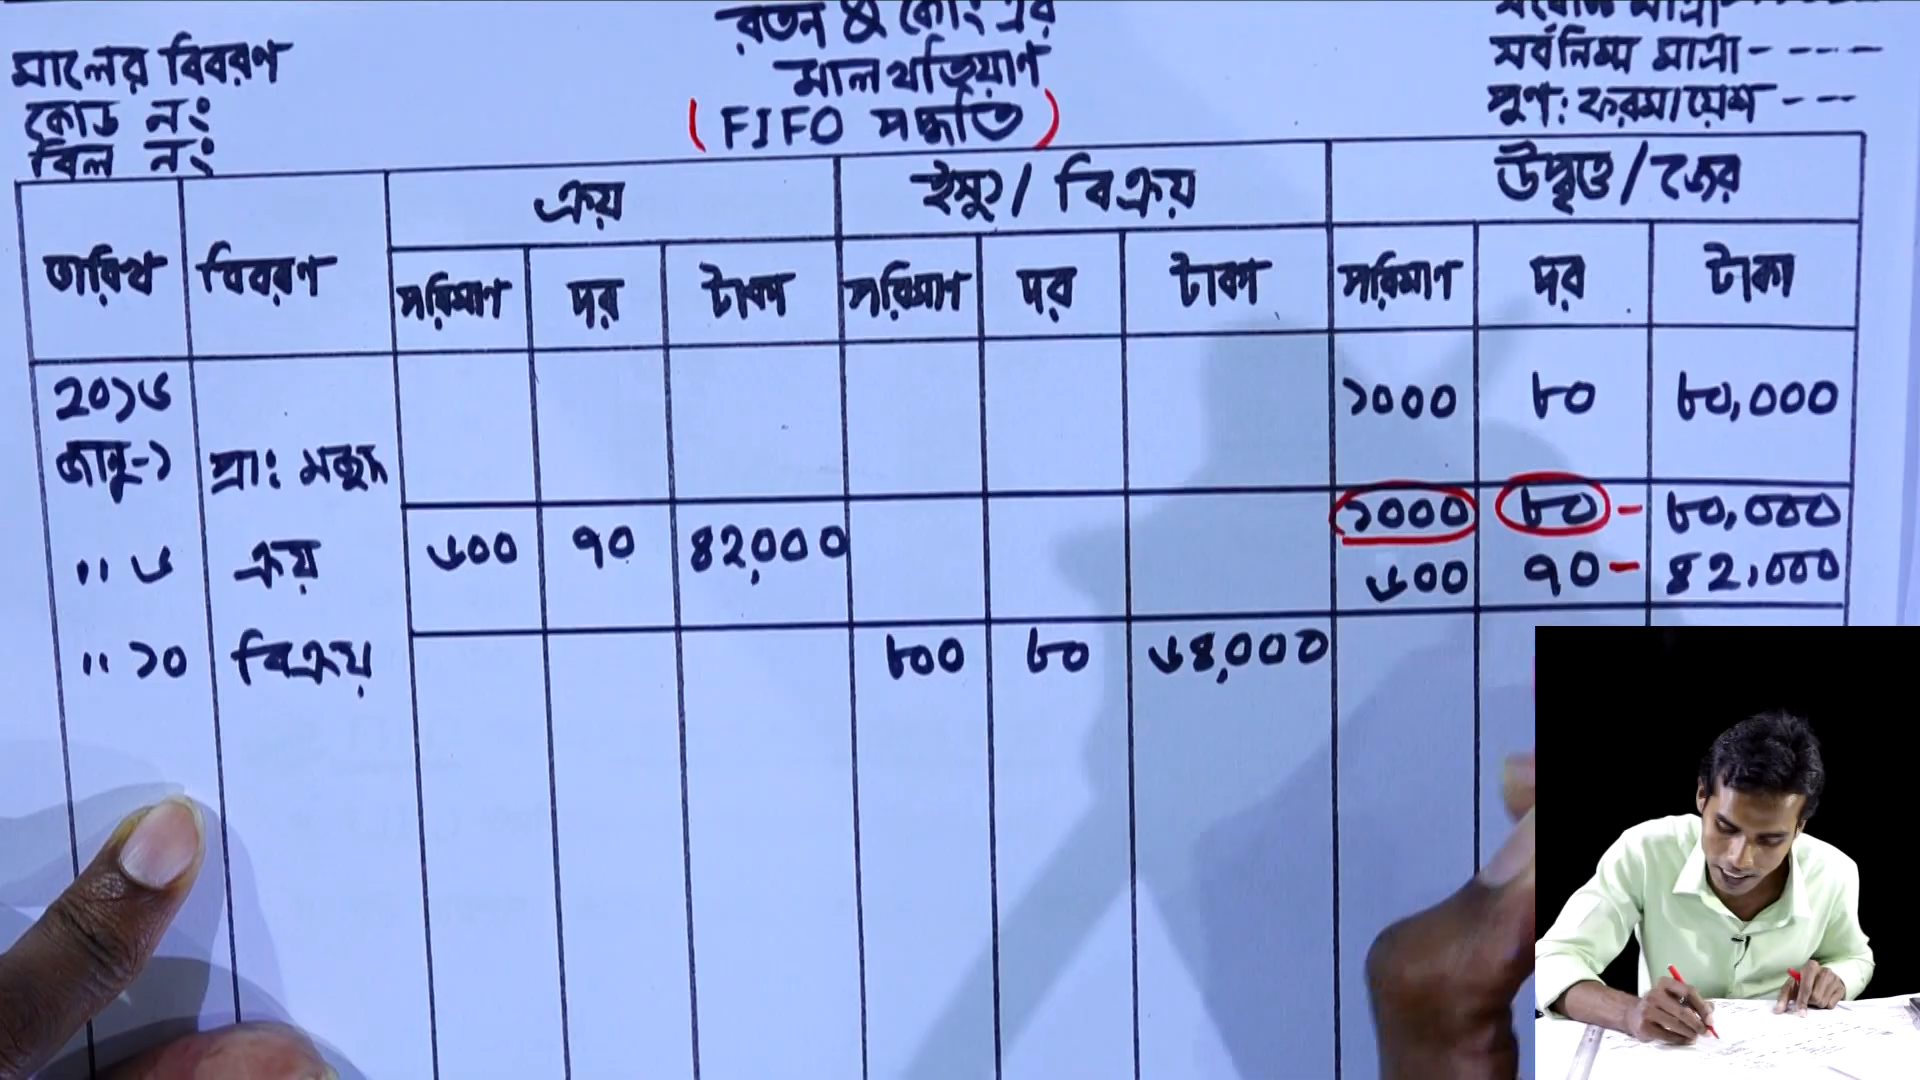 রতন & কোং এর
মাল খতিয়াণ
(FIFO পদ্ধতি)
মালের বিবরণ
কোড নং
বিল নং
সর্বোচ্চ মাত্রা-------
সর্বনিম্ম মাত্রা----
পুণ: ফরমায়েশ---
তারিখ বিবরণ ক্রয় ইস্যু/ বিক্রয় উদ্বৃত্ত/জের
পরিমাণ দর টাকা পরিমাণ দর টাকা পরিমাণ দর টাকা
২০১৬ ১০০০ ৮০ ৮০,০০০
জানু-১ প্রা: মজুদ
১০০০ ৮০ - ৮০,০০০
" ৬ ক্রয় ৬০০ ৭০ ৪২,০০০
৬০০ ৭০ - ৪২,০০০
" ১০ বিক্রয় ৮০০ ৮০ ৬৪,০০০